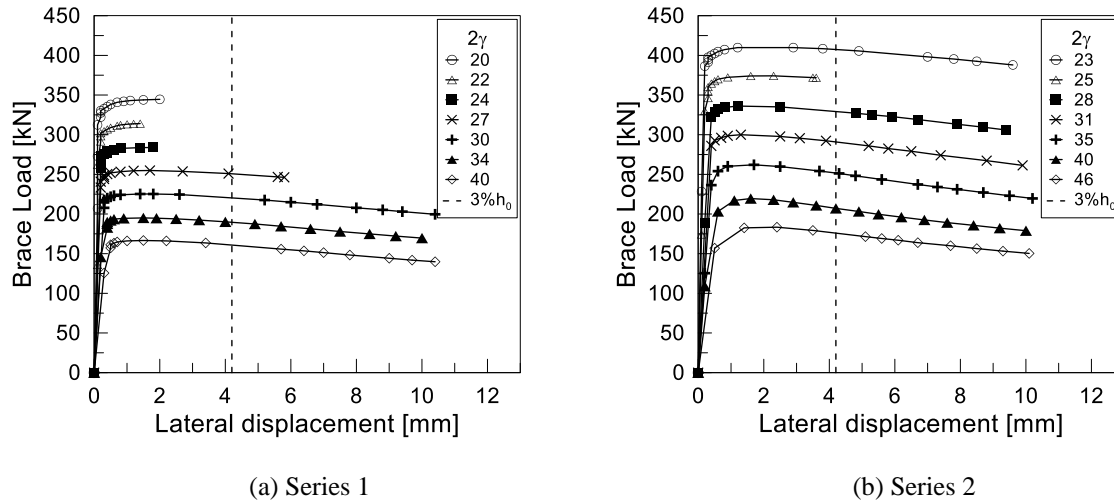 450
400
350
300
250
200
150
100
50
0
Brace Load [kN]
0 2 4 6 8 10 12
Lateral displacement [mm]
2γ
20
22
24
27
30
34
40
3%h₀
(a) Series 1
450
400
350
300
250
200
150
100
50
0
Brace Load [kN]
0 2 4 6 8 10 12
Lateral displacement [mm]
2γ
23
25
28
31
35
40
46
3%h₀
(b) Series 2